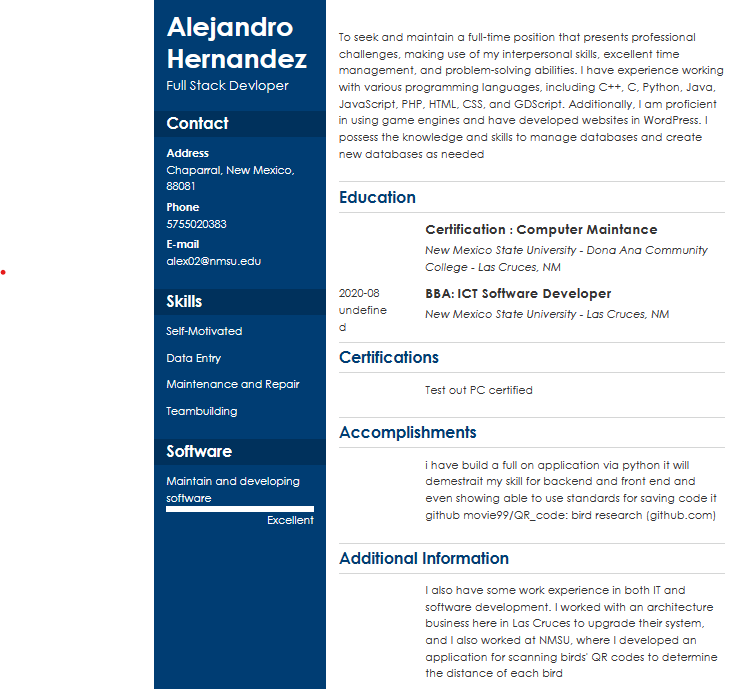 Alejandro
Hernandez
Full Stack Devloper
Contact
Address
Chaparral, New Mexico,
88081
Phone
5755020383
E-mail
alex02@nmsu.edu
Skills
Self-Motivated
Data Entry
Maintenance and Repair
Teambuilding
Software
Maintain and developing
software
Excellent
To seek and maintain a full-time position that presents professional
challenges, making use of my interpersonal skills, excellent time
management, and problem-solving abilities. I have experience working
with various programming languages, including C++, C, Python, Java,
JavaScript, PHP, HTML, CSS, and GDScript. Additionally, I am proficient
in using game engines and have developed websites in WordPress. I
possess the knowledge and skills to manage databases and create
new databases as needed
Education
Certification : Computer Maintance
New Mexico State University - Dona Ana Community
College - Las Cruces, NM
2020-08
undefine
d
BBA: ICT Software Developer
New Mexico State University - Las Cruces, NM
Certifications
Test out PC certified
Accomplishments
i have build a full on application via python it will
demestrait my skill for backend and front end and
even showing able to use standards for saving code it
github movie99/QR_code: bird research (github.com)
Additional Information
I also have some work experience in both IT and
software development. I worked with an architecture
business here in Las Cruces to upgrade their system,
and I also worked at NMSU, where I developed an
application for scanning birds' QR codes to determine
the distance of each bird